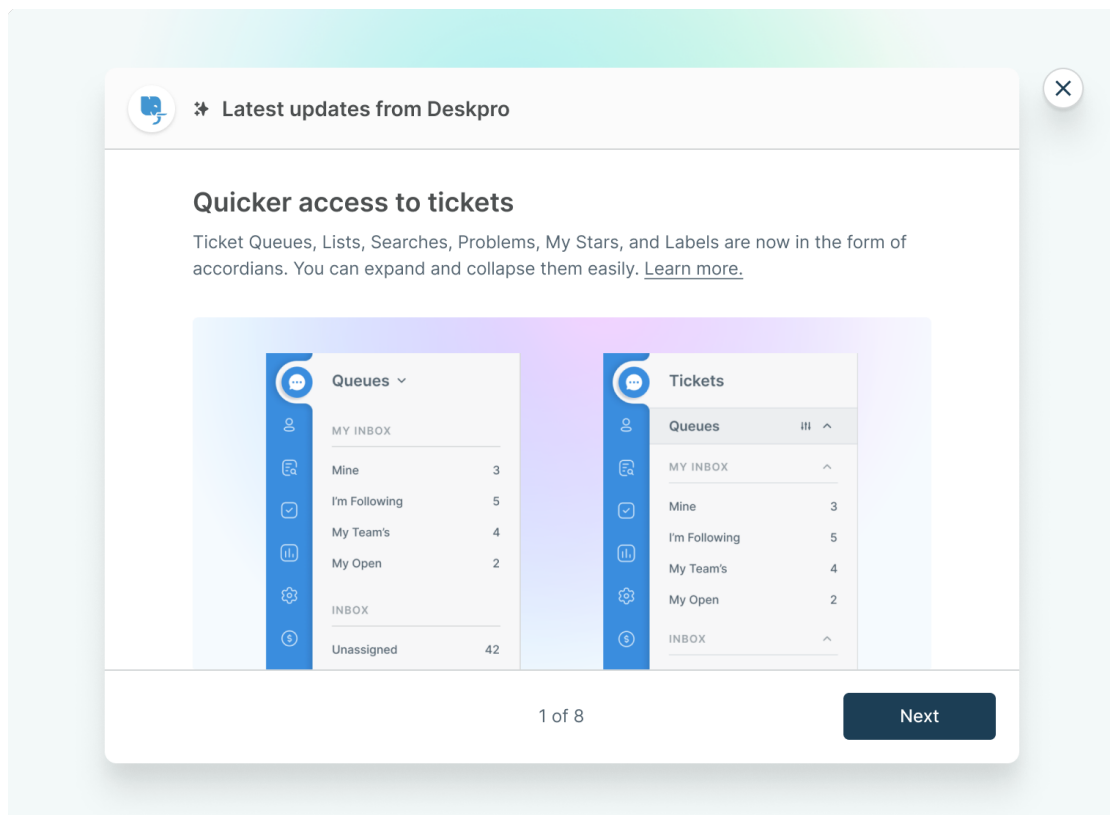 Latest updates from Deskpro
Quicker access to tickets
Ticket Queues, Lists, Searches, Problems, My Stars, and Labels are now in the form of
accordians. You can expand and collapse them easily. Learn more.
Queues
MY INBOX
Mine 3
I'm Following 5
My Team's 4
My Open 2
INBOX
Unassigned 42
Tickets
Queues
MY INBOX
Mine 3
I'm Following 5
My Team's 4
My Open 2
INBOX
1 of 8
Next